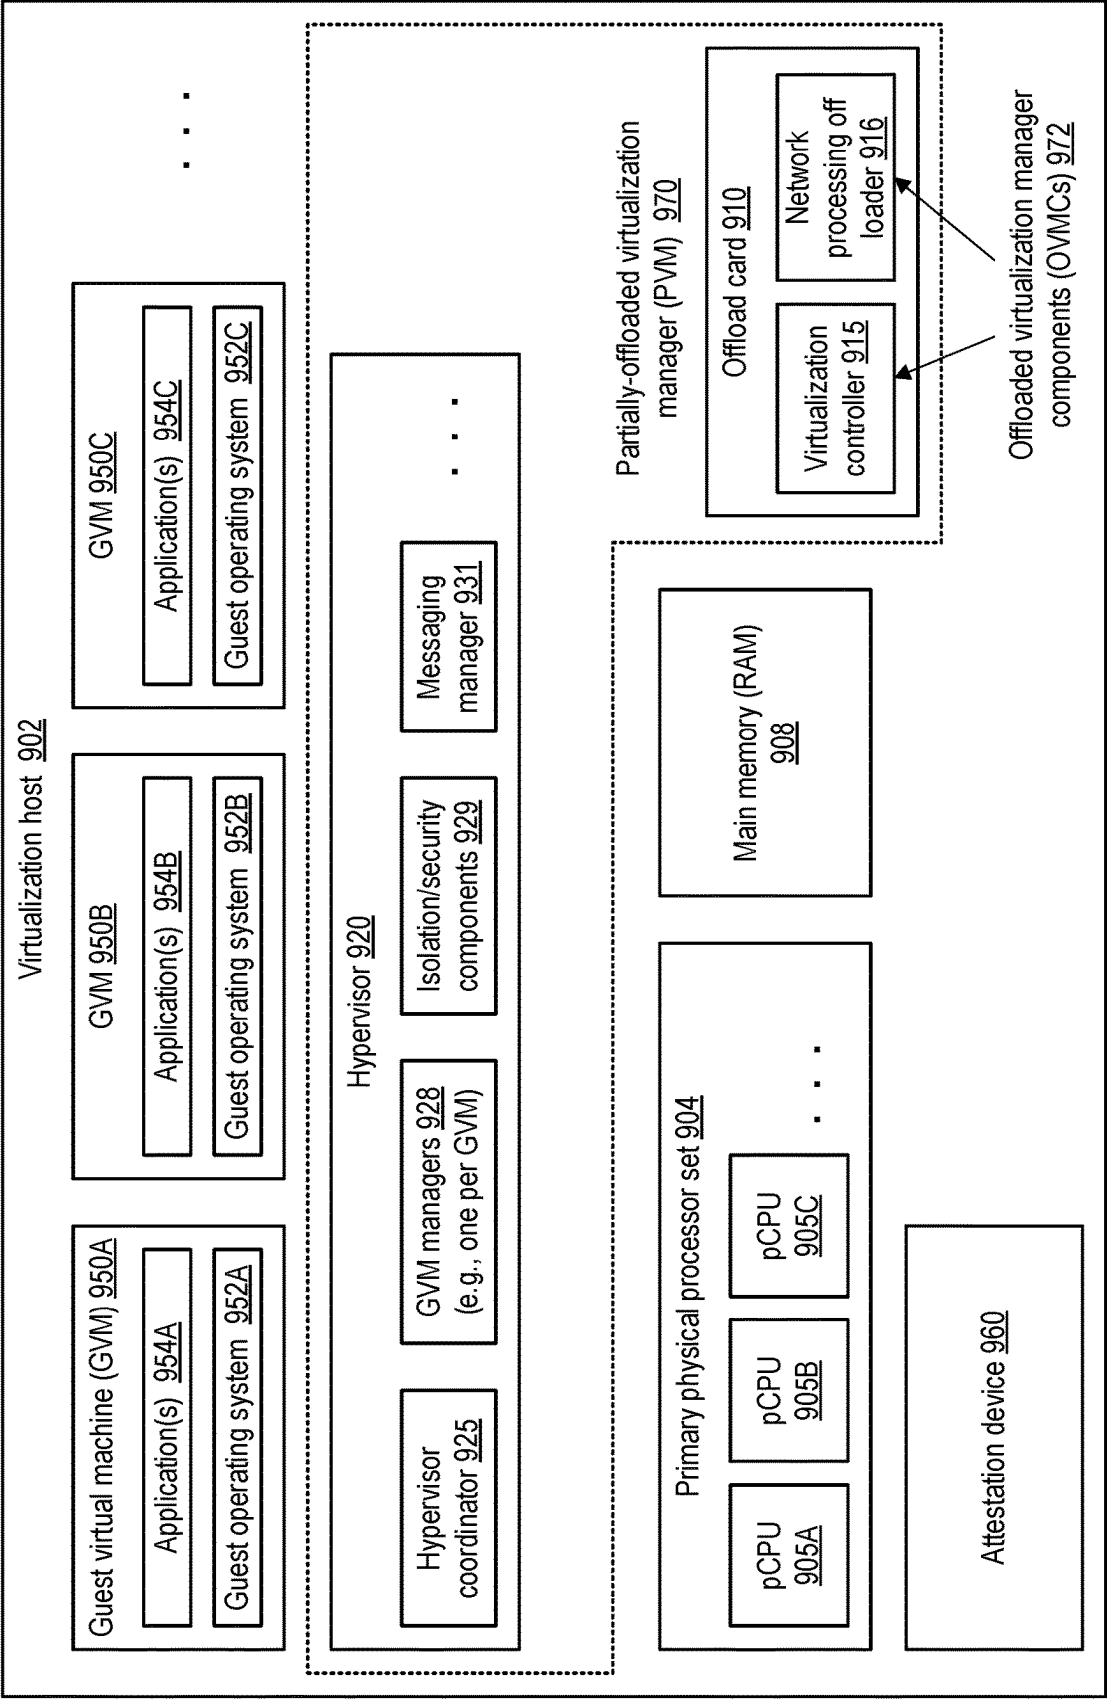 Virtualization host 902
Guest virtual machine (GVM) 950A
Application(s) 954A
Guest operating system 952A
GVM 950B
Application(s) 954B
Guest operating system 952B
GVM 950C
Application(s) 954C
Guest operating system 952C
. . .
Hypervisor 920
Hypervisor
coordinator 925
GVM managers 928
(e.g., one per GVM)
Isolation/security
components 929
Messaging
manager 931
. . .
Partially-offloaded virtualization
manager (PVM) 970
Primary physical processor set 904
pCPU
905A
pCPU
905B
pCPU
905C
. . .
Main memory (RAM)
908
Offload card 910
Virtualization
controller 915
Network
processing off
loader 916
Attestation device 960
Offloaded virtualization manager
components (OVMCs) 972